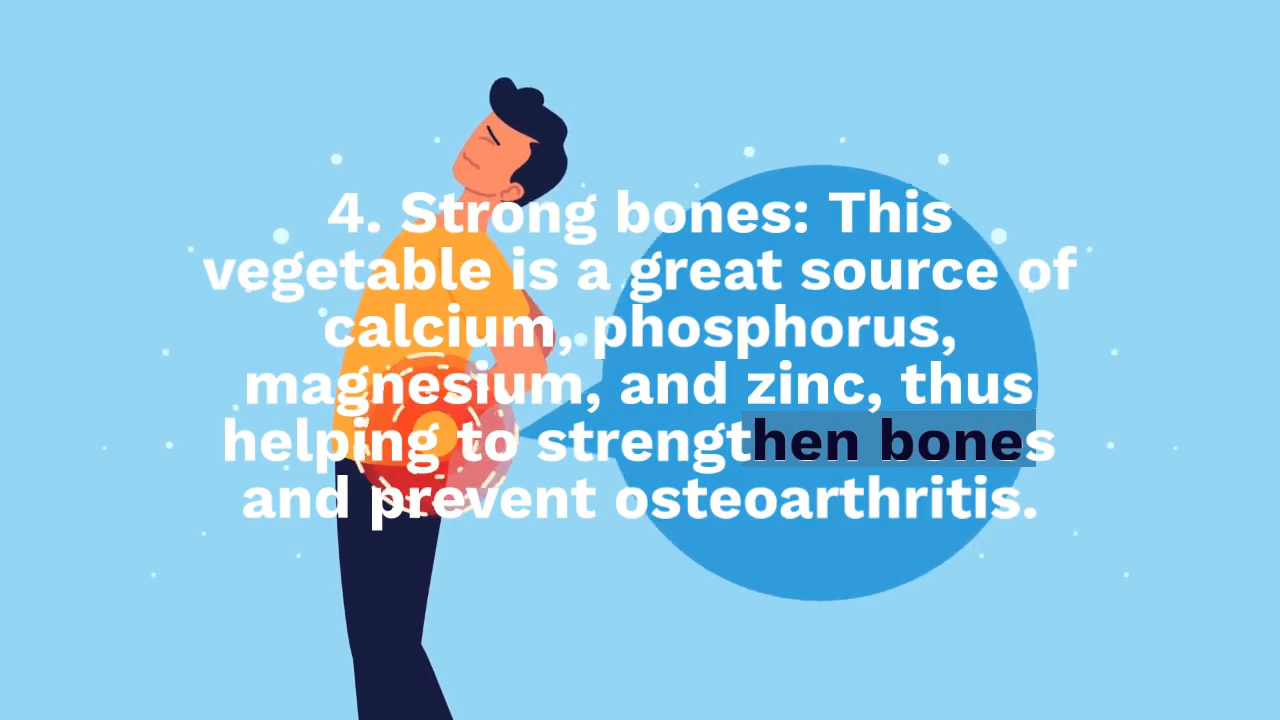 4. Strong bones: This
vegetable is a great source of
calcium, phosphorus,
magnesium, and zinc, thus
helping to strengthen bones
and prevent osteoarthritis.